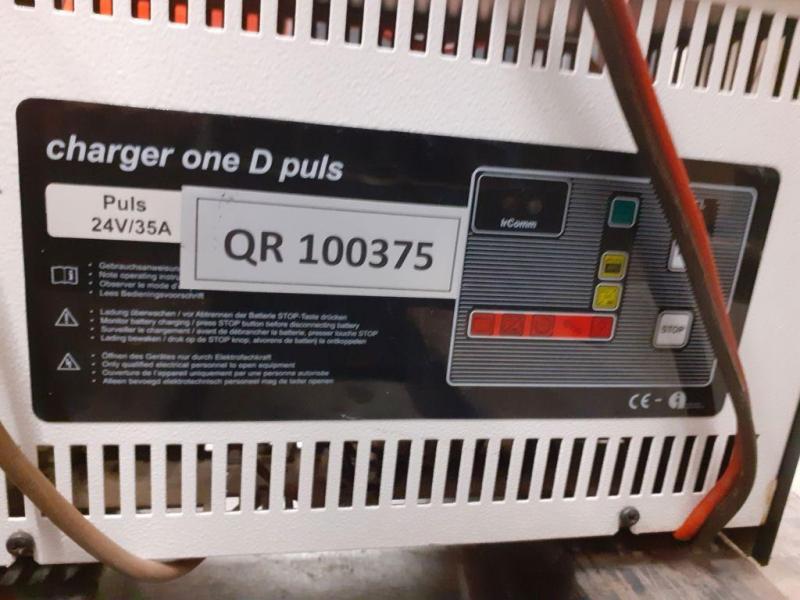 charger one D puls
Puls
24V/35A
QR 100375
IrComm
STOP
Gebrauchsanweisung
Note operating instru
Observer le mode d'
Lees Bedieningsvoorschrift
Ladung überwachen / vor Abtrennen der Batterie STOP-Taste drücken
Monitor battery charging / press STOP button before disconnecting battery
Surveiller le chargement / avant de débrancher la batterie, presser touche STOP
Lading bewaken / druk op de STOP knop, alvorens de batterij te ontkoppelen
Öffnen des Gerätes nur durch Elektrofachkraft
Only qualified electrical personnel to open equipment
Ouverture de l'appareil uniquement par une personne autorisée
Alleen bevoegd elektrotechnisch personeel mag de lader openen
CE